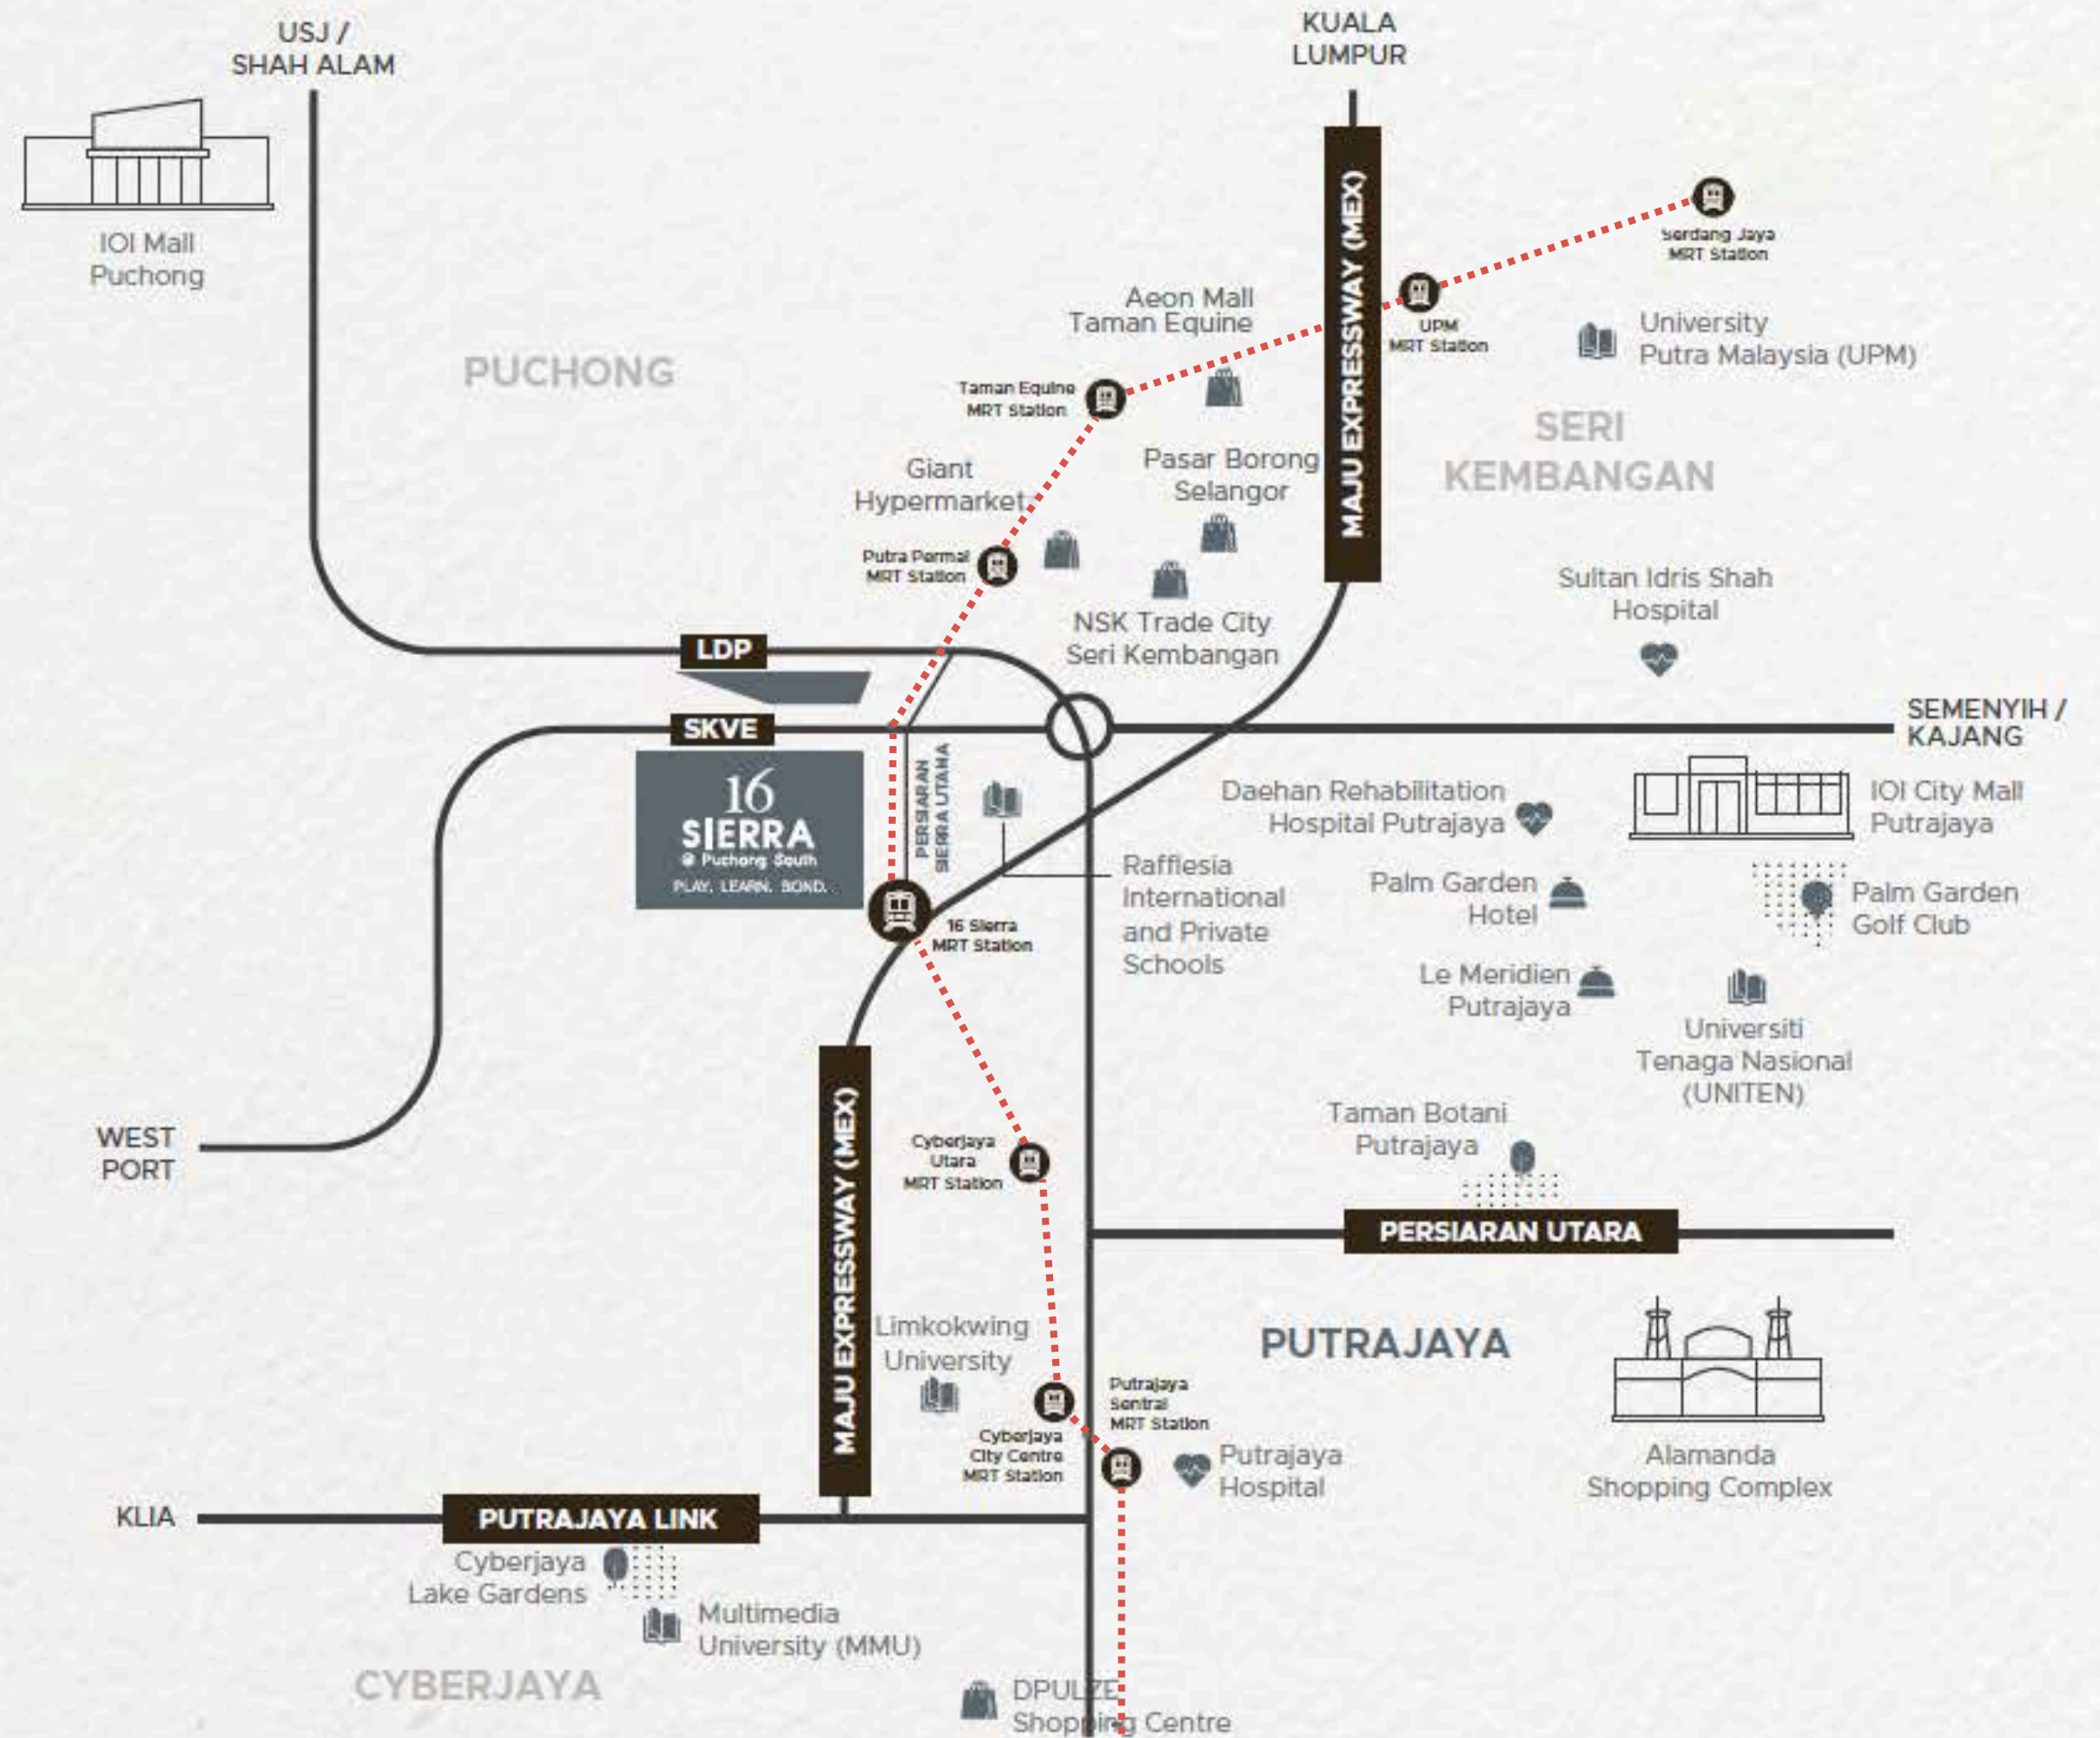 USJ /
SHAH ALAM
KUALA
LUMPUR
IOI Mall
Puchong
MAJU EXPRESSWAY (MEX)
Serdang Jaya
MRT Station
Aeon Mall
Taman Equine
UPM
MRT Station
University
Putra Malaysia (UPM)
PUCHONG
Taman Equine
MRT Station
SERI
KEMBANGAN
Giant
Hypermarket
Pasar Borong
Selangor
Putra Permai
MRT Station
NSK Trade City
Seri Kembangan
Sultan Idris Shah
Hospital
LDP
SKVE
SEMENYIH /
KAJANG
16
SIERRA
@ Puchong South
PLAY. LEARN. BOND.
PERSIARAN
SIERRA UTAMA
Daehan Rehabilitation
Hospital Putrajaya
IOI City Mall
Putrajaya
Rafflesia
International
and Private
Schools
Palm Garden
Hotel
Palm Garden
Golf Club
16 Sierra
MRT Station
Le Meridien
Putrajaya
Universiti
Tenaga Nasional
(UNITEN)
WEST
PORT
MAJU EXPRESSWAY (MEX)
Cyberjaya
Utara
MRT Station
Taman Botani
Putrajaya
PERSIARAN UTARA
Limkokwing
University
PUTRAJAYA
Putrajaya
Sentral
MRT Station
Cyberjaya
City Centre
MRT Station
Putrajaya
Hospital
Alamanda
Shopping Complex
KLIA
PUTRAJAYA LINK
Cyberjaya
Lake Gardens
Multimedia
University (MMU)
CYBERJAYA
DPULZE
Shopping Centre